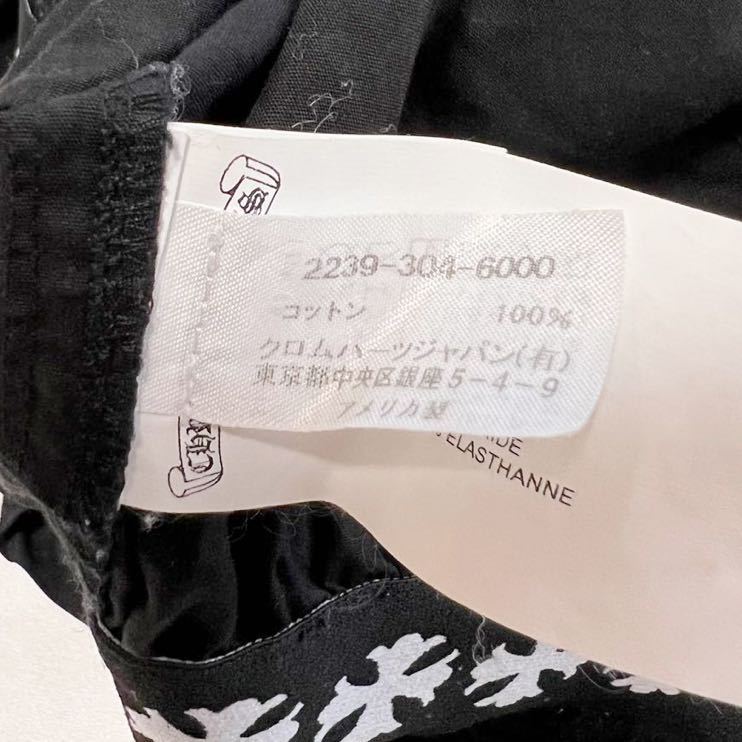 2239-304-6000
コットン 100%
クロムハーツジャパン(有)
東京都中央区銀座5-4-9
アメリカ製
ELASTHANNE